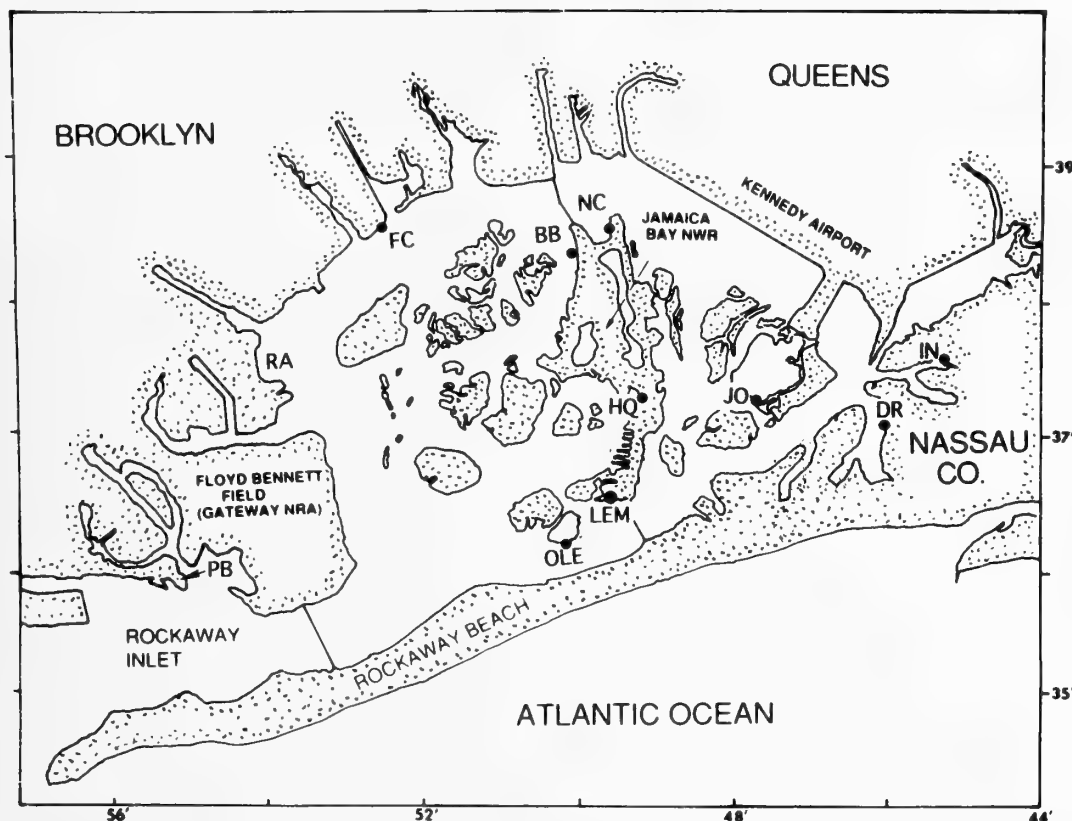 QUEENS
BROOKLYN
39'
KENNEDY AIRPORT
NC
JAMAICA
BAY NWR
FC
BB
IN
RA
JO
HQ
DR
NASSAU
CO.
37'
FLOYD BENNETT
FIELD
(GATEWAY NRA)
LEM
OLE
PB
ROCKAWAY BEACH
ROCKAWAY
INLET
35'
ATLANTIC OCEAN
56'
52'
48'
44'